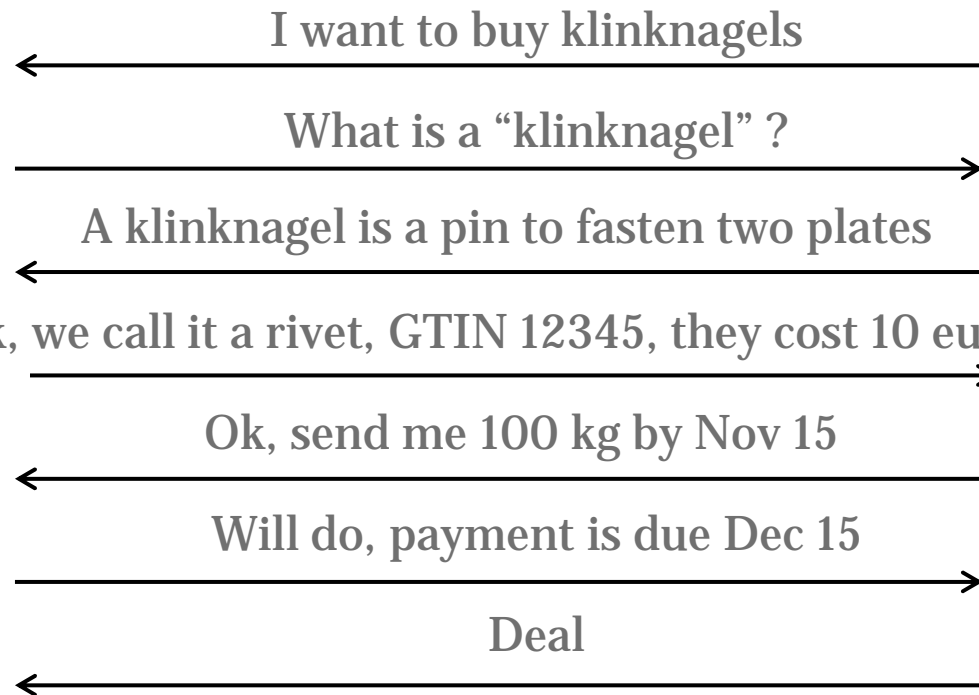 I want to buy klinknagels
What is a “klinknagel” ?
A klinknagel is a pin to fasten two plates
, we call it a rivet, GTIN 12345, they cost 10
Ok, send me 100 kg by Nov 15
Will do, payment is due Dec 15
Deal